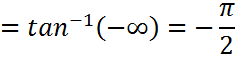 = tan⁻¹(−∞) = −π/2